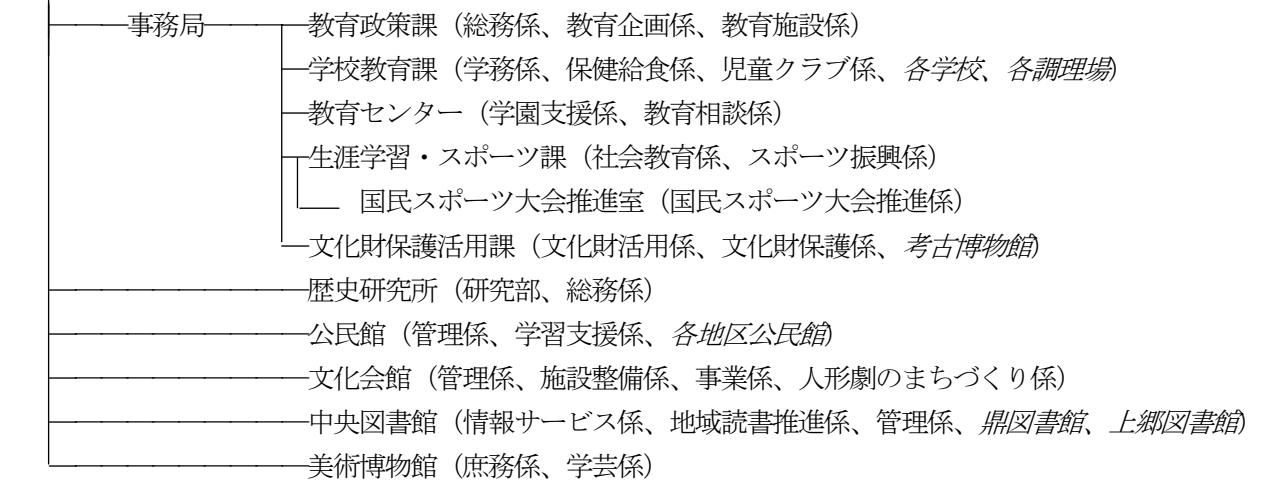 事務局 教育政策課（総務係、教育企画係、教育施設係）
学校教育課（学務係、保健給食係、児童クラブ係、各学校、各調理場）
教育センター（学園支援係、教育相談係）
生涯学習・スポーツ課（社会教育係、スポーツ振興係）
国民スポーツ大会推進室（国民スポーツ大会推進係）
文化財保護活用課（文化財活用係、文化財保護係、考古博物館）
歴史研究所（研究部、総務係）
公民館（管理係、学習支援係、各地区公民館）
文化会館（管理係、施設整備係、事業係、人形劇のまちづくり係）
中央図書館（情報サービス係、地域読書推進係、管理係、鼎図書館、上郷図書館）
美術博物館（庶務係、学芸係）